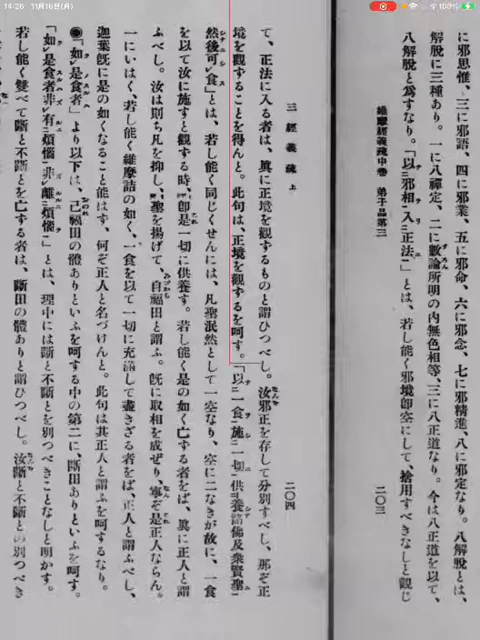 14:26 11月16日(月)
100%
に邪思惟、三に邪語、四に邪業、五に邪命、六に邪念、七に邪精進、八に邪定なり。八解脱とは、
解脱に三種あり。一に八禪定、二に數論所明の内無色相等、三に八正道なり。今は八正道を以て、
八解脱と爲すなり。「以邪相入正法」とは、若し能く邪境卽空にして、捨用すべきなしと觀じ
維摩經義疏中卷 弟子品第三
二〇三
三經義疏 上
二〇四
て、正法に入る者は、眞に正境を觀ずるものと謂ひつべし。汝邪正を存して分別すべし、那ぞ正
境を觀ずることを得んと。此句は、正境を觀ずるを呵す。「以一食施一切供養諸佛及衆賢聖
然後可食」とは、若し能く同じくせんには、凡聖泯然として一空なり、空に二なきが故に、一食
を以て汝に施すと觀する時、卽是一切に供養す。若し能く是の如く亡する者をば、眞に正人と謂
ふべし。汝は則ち凡を抑し、聖を揚げて、自福田と謂ふ。旣に取相を成ぜり、寧ぞ是正人ならん。
一にいはく、若し能く維摩詰の如く、一食を以て一切に充滿して盡きざる者をば、正人と謂ふべし、
迦葉旣に是の如くなること能はず、何ぞ正人と名づけんと。此句は其正人と謂ふを呵するなり。
◉「如是食者」より以下は、己福田の體ありといふを呵する中の第二に、斷田ありといふを呵す。
「如是食者非有煩惱非離煩惱」とは、理中には斷と不斷とを別つべきことなしと明かす。
若し能く雙べて斷と不斷とを亡する者は、斷田の體ありと謂ひつべし。汝斷と不斷との別つべき